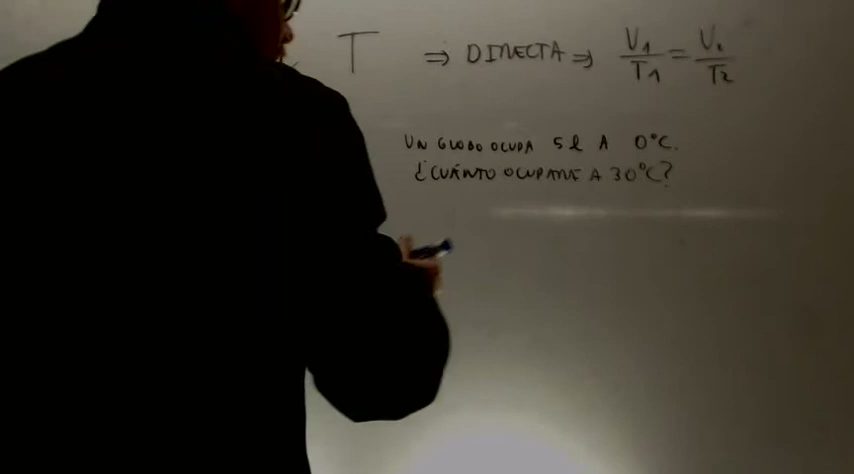 T ⇒ DIRECTA ⇒ V₁/T₁ = V₂/T₂
UN GLOBO OCUPA 5 l A 0°C.
¿CUÁNTO OCUPARÁ A 30°C?